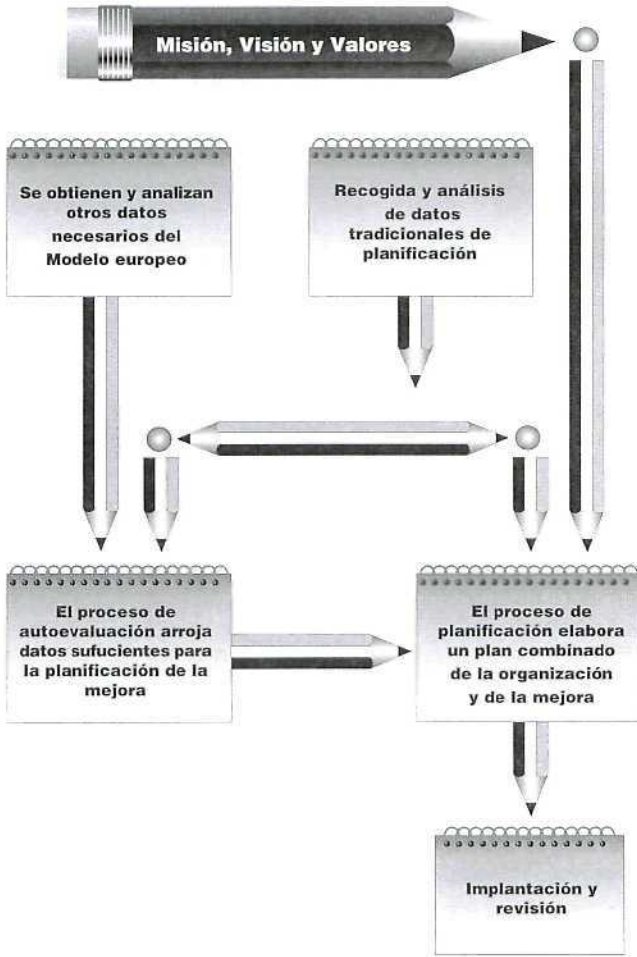 Misión, Visión y Valores
Se obtienen y analizan
otros datos
necesarios del
Modelo europeo
Recogida y análisis
de datos
tradicionales de
planificación
El proceso de
autoevaluación arroja
datos sufucientes para
la planificación de la
mejora
El proceso de
planificación elabora
un plan combinado
de la organización
y de la mejora
Implantación y
revisión